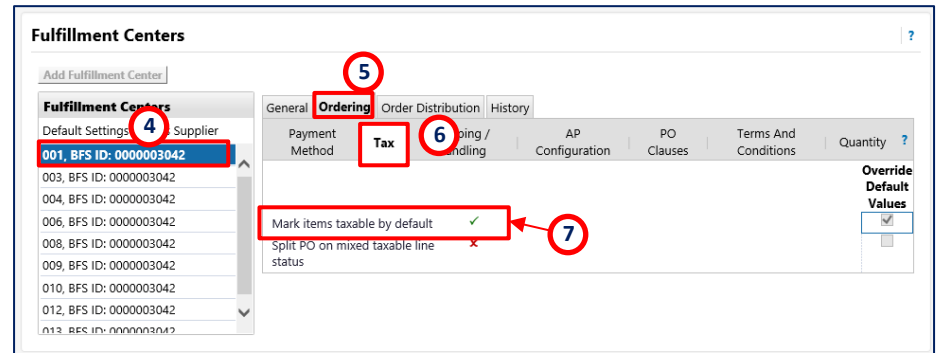 Fulfillment Centers
?
Add Fulfillment Center
5
Fulfillment Centers
General Ordering Order Distribution History
Default Settings Supplier
4
Payment Method
Tax
6
AP Configuration
PO Clauses
Terms And Conditions
Quantity ?
001, BFS ID: 0000003042
003, BFS ID: 0000003042
004, BFS ID: 0000003042
006, BFS ID: 0000003042
008, BFS ID: 0000003042
009, BFS ID: 0000003042
010, BFS ID: 0000003042
012, BFS ID: 0000003042
013, BFS ID: 0000003042
Override
Default
Values
Mark items taxable by default
7
Split PO on mixed taxable line
status